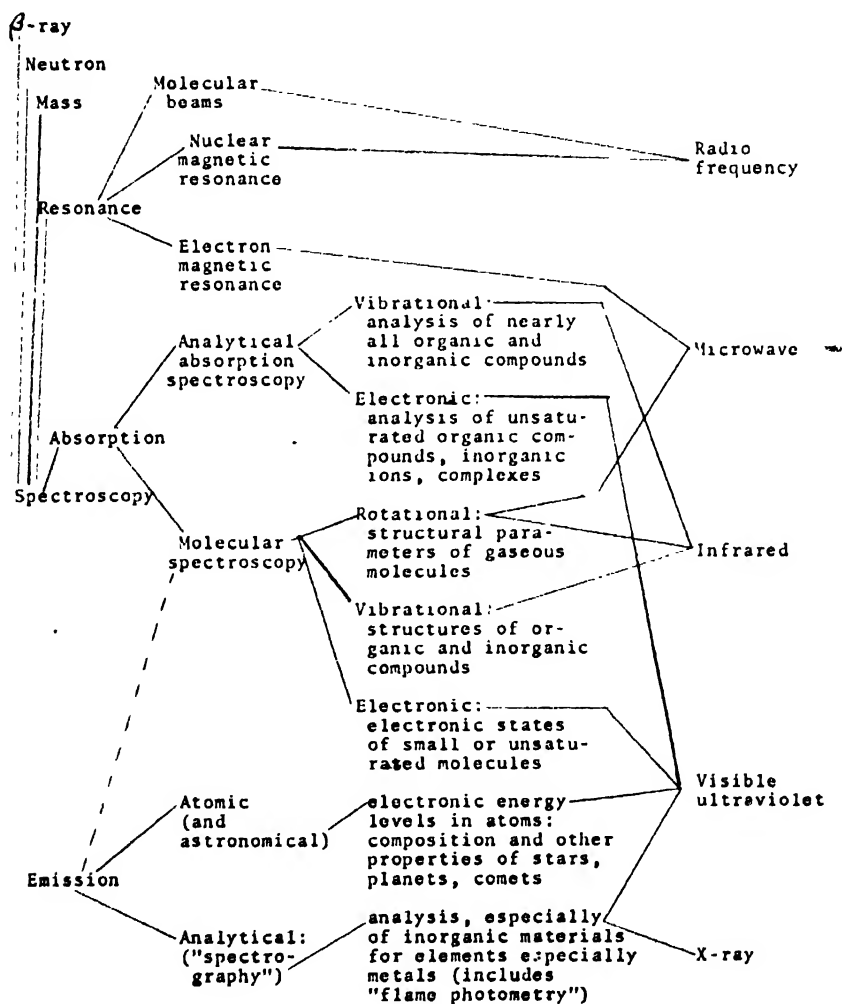 β-ray
Neutron
Mass
Molecular
beams
Nuclear
magnetic
resonance
Radio
frequency
Resonance
Electron
magnetic
resonance
Vibrational:
analysis of nearly
all organic and
inorganic compounds
Analytical
absorption
spectroscopy
Microwave
Electronic:
analysis of unsatu-
rated organic com-
pounds, inorganic
ions, complexes
Absorption
Spectroscopy
Molecular
spectroscopy
Rotational:
structural para-
meters of gaseous
molecules
Infrared
Vibrational:
structures of or-
ganic and inorganic
compounds
Electronic:
electronic states
of small or unsatu-
rated molecules
Visible
ultraviolet
Atomic
(and
astronomical)
electronic energy
levels in atoms:
composition and other
properties of stars,
planets, comets
Emission
Analytical:
("spectro-
graphy")
analysis, especially
of inorganic materials
for elements especially
metals (includes
"flame photometry")
X-ray